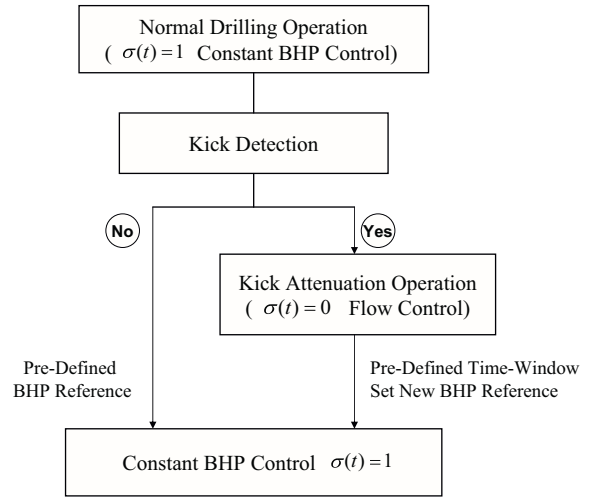 Normal Drilling Operation
( σ(t)=1 Constant BHP Control)
Kick Detection
No
Yes
Kick Attenuation Operation
( σ(t)=0 Flow Control)
Pre-Defined
BHP Reference
Pre-Defined Time-Window
Set New BHP Reference
Constant BHP Control σ(t)=1